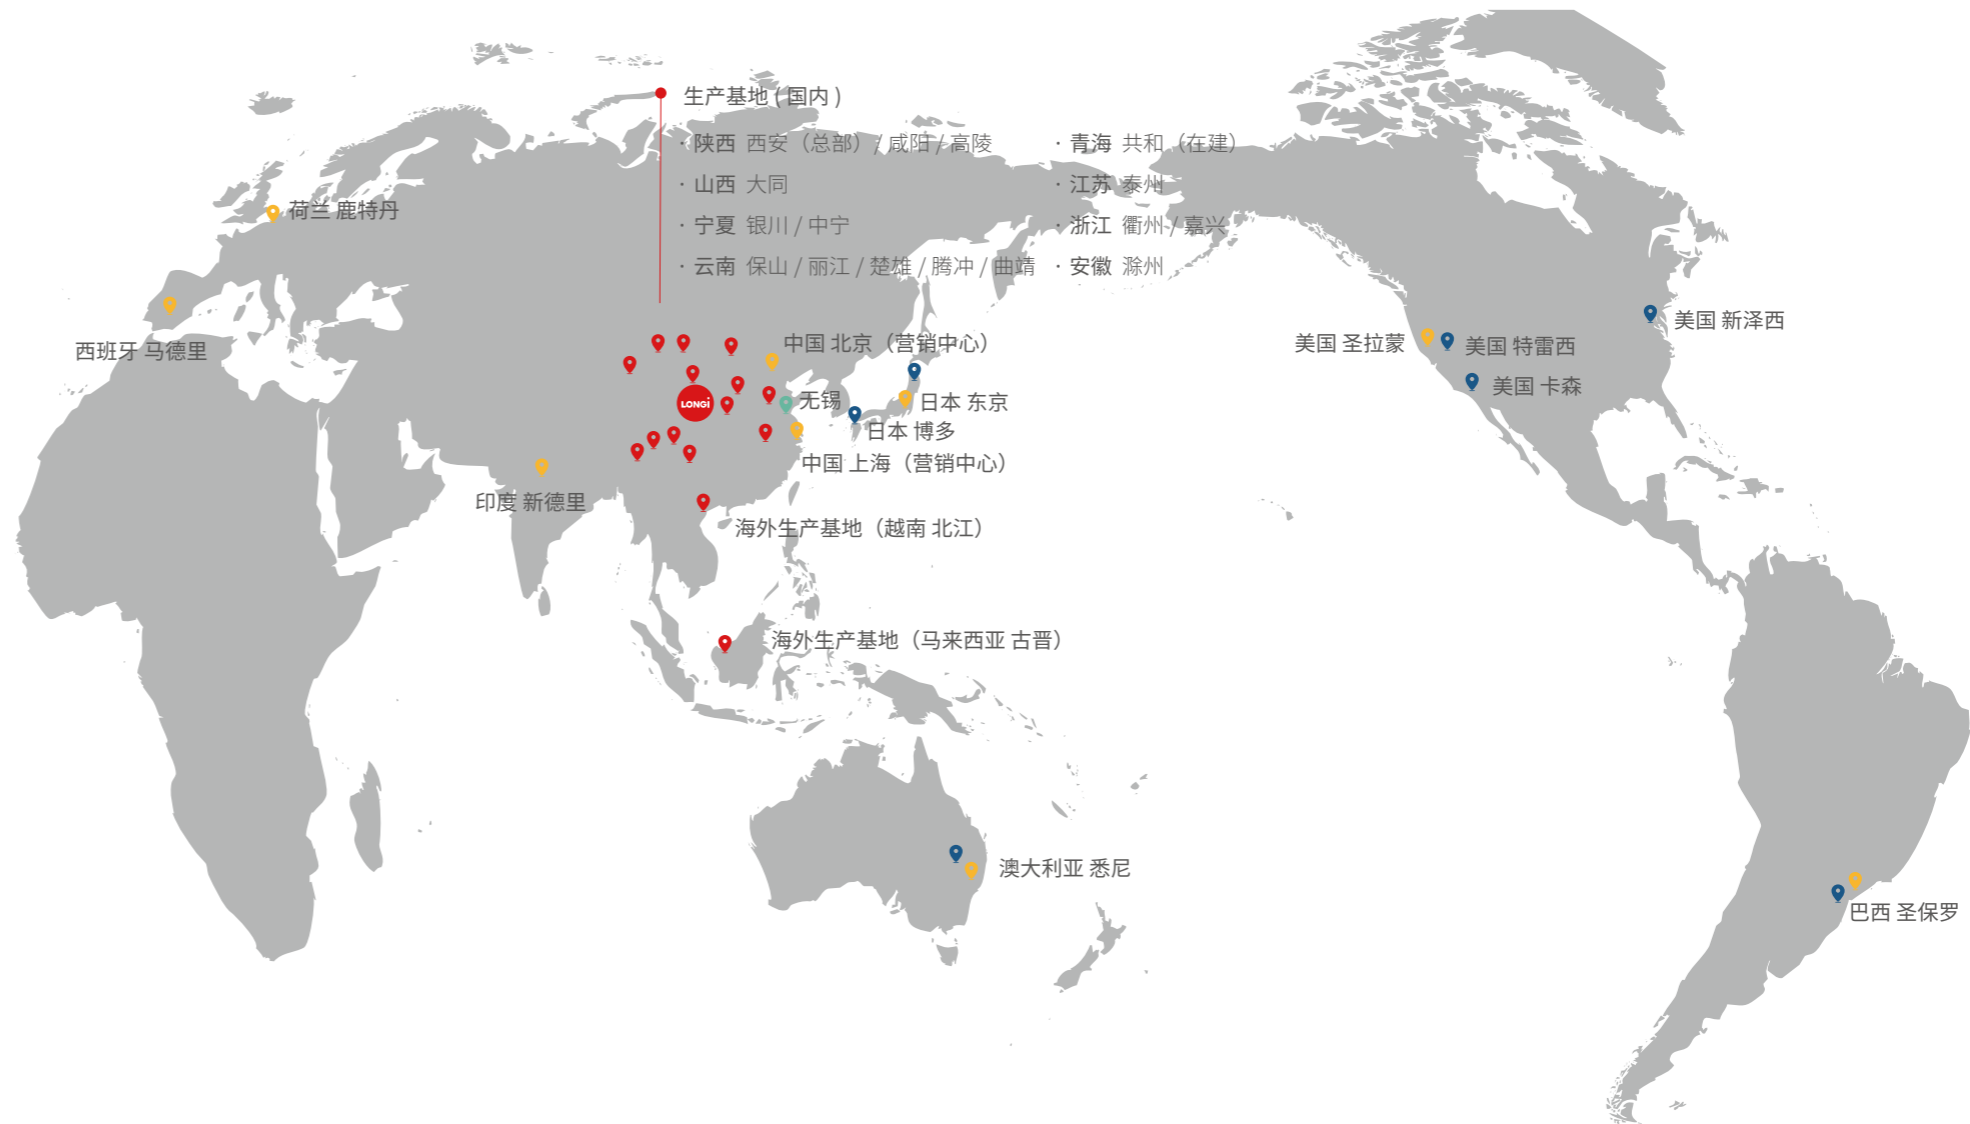 生产基地 ( 国内 )
· 陕西 西安（总部）/ 咸阳 / 高陵
· 青海 共和（在建）
· 山西 大同
· 江苏 泰州
· 宁夏 银川 / 中宁
· 浙江 衢州 / 嘉兴
· 云南 保山 / 丽江 / 楚雄 / 腾冲 / 曲靖
· 安徽 滁州
荷兰 鹿特丹
西班牙 马德里
中国 北京（营销中心）
美国 新泽西
美国 圣拉蒙
美国 特雷西
美国 卡森
LONGi
无锡
日本 东京
日本 博多
中国 上海（营销中心）
印度 新德里
海外生产基地（越南 北江）
海外生产基地（马来西亚 古晋）
澳大利亚 悉尼
巴西 圣保罗